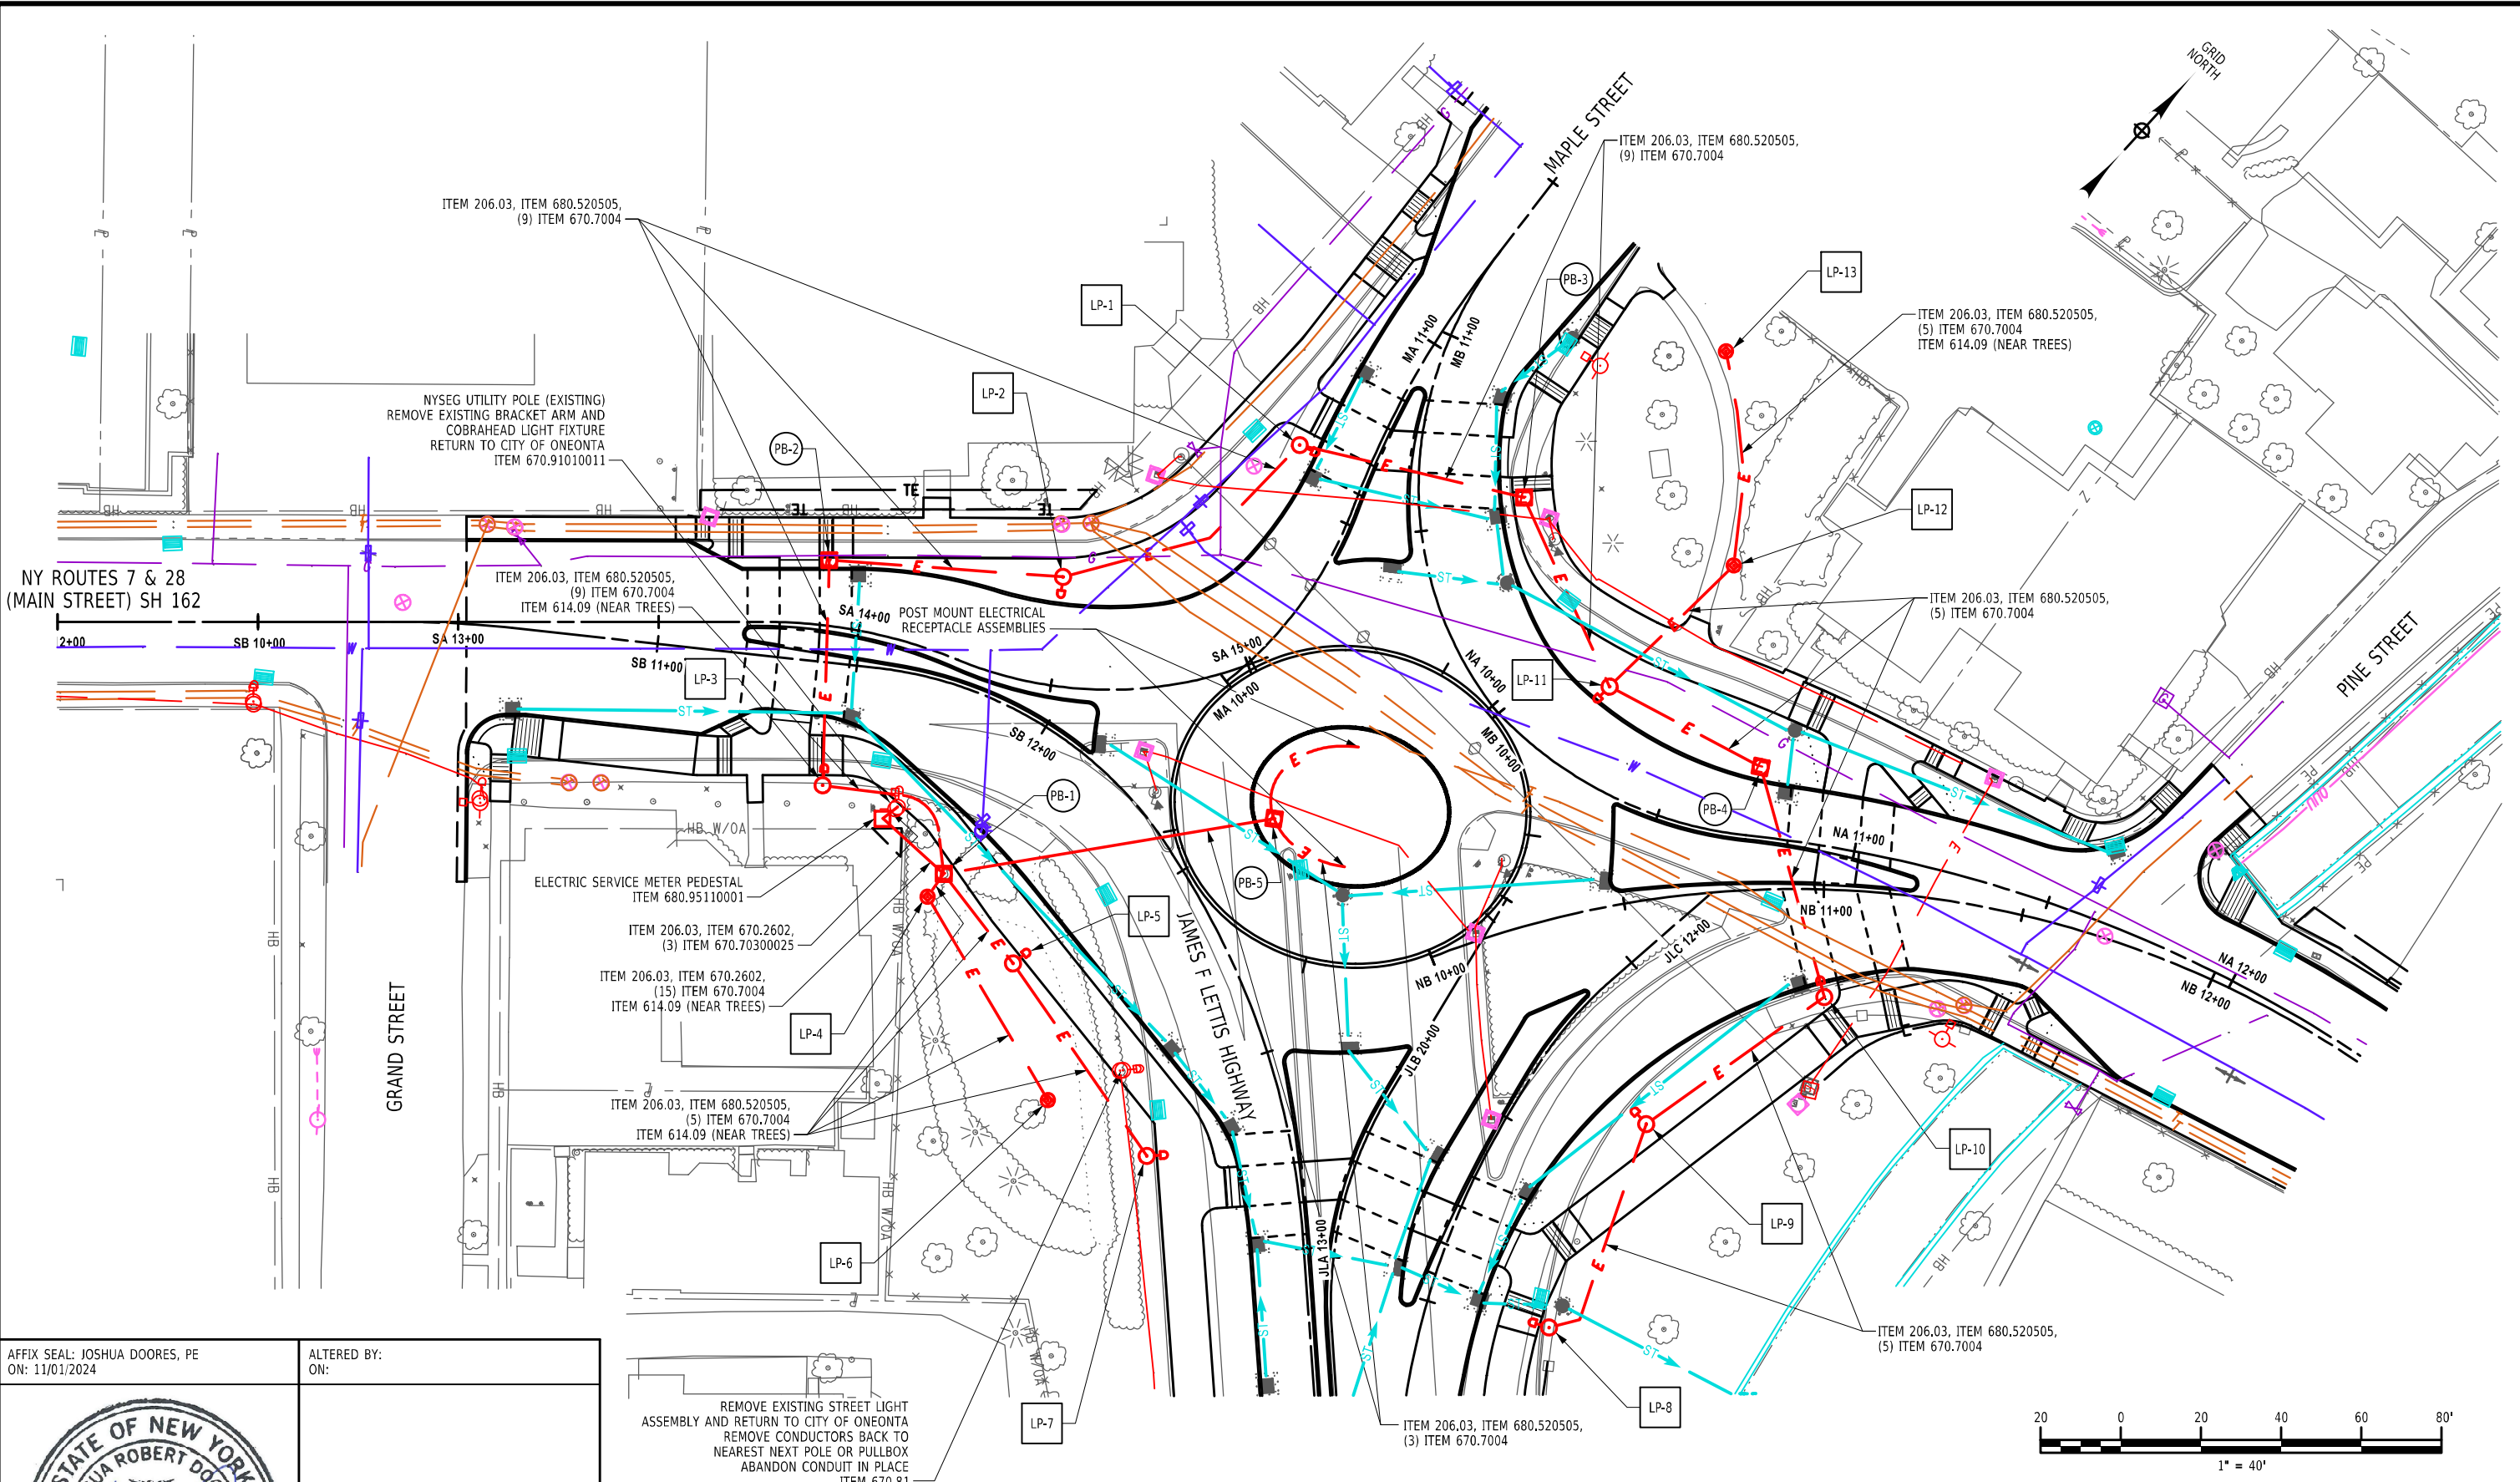 GRID
NORTH
MAPLE STREET
ITEM 206.03, ITEM 680.520505,
(9) ITEM 670.7004
ITEM 206.03, ITEM 680.520505,
(9) ITEM 670.7004
PB-3
LP-13
LP-1
ITEM 206.03, ITEM 680.520505,
(5) ITEM 670.7004
ITEM 614.09 (NEAR TREES)
MA 11+00
MB 11+00
LP-2
NYSEG UTILITY POLE (EXISTING)
REMOVE EXISTING BRACKET ARM AND
COBRAHEAD LIGHT FIXTURE
RETURN TO CITY OF ONEONTA
ITEM 670.91010011
PB-2
LP-12
TE
TE
TE
NY ROUTES 7 & 28
(MAIN STREET) SH 162
ITEM 206.03, ITEM 680.520505,
(9) ITEM 670.7004
ITEM 614.09 (NEAR TREES)
SA 14+00
POST MOUNT ELECTRICAL
RECEPTACLE ASSEMBLIES
ITEM 206.03, ITEM 680.520505,
(5) ITEM 670.7004
2+00
SB 10+00
SA 13+00
SB 11+00
SA 15+00
NA 10+00
LP-3
LP-11
PINE STREET
MA 10+00
SB 12+00
MB 10+00
PB-1
PB-4
NA 11+00
HB W/OA
ELECTRIC SERVICE METER PEDESTAL
ITEM 680.95110001
PB-5
LP-5
NB 11+00
ITEM 206.03, ITEM 670.2602,
(3) ITEM 670.70300025
JAMES F LETTIS HIGHWAY
JLC 12+00
HB W/OA
NB 10+00
NA 12+00
NB 12+00
ITEM 206.03, ITEM 670.2602,
(15) ITEM 670.7004
ITEM 614.09 (NEAR TREES)
GRAND STREET
LP-4
JLB 20+00
ITEM 206.03, ITEM 680.520505,
(5) ITEM 670.7004
ITEM 614.09 (NEAR TREES)
LP-10
HB W/OA
LP-9
LP-6
JLA 13+00
HB W/OA
ITEM 206.03, ITEM 680.520505,
(5) ITEM 670.7004
AFFIX SEAL: JOSHUA DOORES, PE
ON: 11/01/2024
ALTERED BY:
ON:
STATE OF NEW YORK
REMOVE EXISTING STREET LIGHT
ASSEMBLY AND RETURN TO CITY OF ONEONTA
REMOVE CONDUCTORS BACK TO
NEAREST NEXT POLE OR PULLBOX
ABANDON CONDUIT IN PLACE
ITEM 670.81
LP-7
ITEM 206.03, ITEM 680.520505,
(3) ITEM 670.7004
LP-8
20 0 20 40 60 80'
1" = 40'